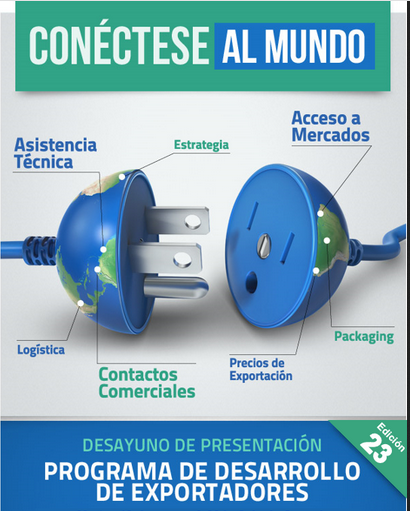 CONÉCTESE AL MUNDO
Asistencia
Técnica
Estrategia
Acceso a
Mercados
Logística
Contactos
Comerciales
Precios de
Exportación
Packaging
Edición
23
DESAYUNO DE PRESENTACIÓN
PROGRAMA DE DESARROLLO
DE EXPORTADORES